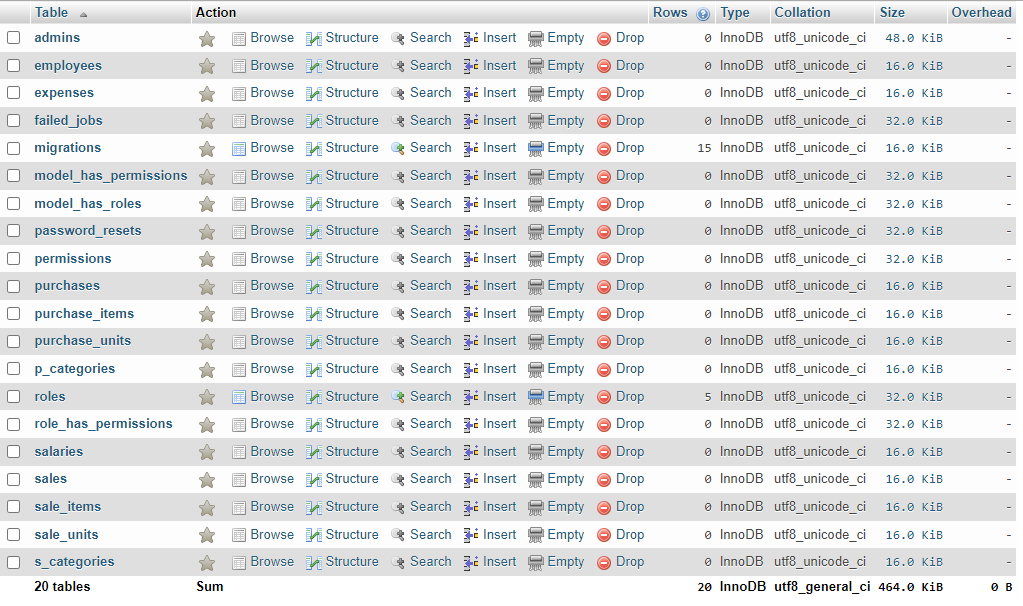 Table Action Rows Type Collation Size Overhead
admins Browse Structure Search Insert Empty Drop 0 InnoDB utf8_unicode_ci 48.0 KiB -
employees Browse Structure Search Insert Empty Drop 0 InnoDB utf8_unicode_ci 16.0 KiB -
expenses Browse Structure Search Insert Empty Drop 0 InnoDB utf8_unicode_ci 16.0 KiB -
failed_jobs Browse Structure Search Insert Empty Drop 0 InnoDB utf8_unicode_ci 32.0 KiB -
migrations Browse Structure Search Insert Empty Drop 15 InnoDB utf8_unicode_ci 16.0 KiB -
model_has_permissions Browse Structure Search Insert Empty Drop 0 InnoDB utf8_unicode_ci 32.0 KiB -
model_has_roles Browse Structure Search Insert Empty Drop 0 InnoDB utf8_unicode_ci 32.0 KiB -
password_resets Browse Structure Search Insert Empty Drop 0 InnoDB utf8_unicode_ci 32.0 KiB -
permissions Browse Structure Search Insert Empty Drop 0 InnoDB utf8_unicode_ci 32.0 KiB -
purchases Browse Structure Search Insert Empty Drop 0 InnoDB utf8_unicode_ci 16.0 KiB -
purchase_items Browse Structure Search Insert Empty Drop 0 InnoDB utf8_unicode_ci 16.0 KiB -
purchase_units Browse Structure Search Insert Empty Drop 0 InnoDB utf8_unicode_ci 16.0 KiB -
p_categories Browse Structure Search Insert Empty Drop 0 InnoDB utf8_unicode_ci 16.0 KiB -
roles Browse Structure Search Insert Empty Drop 5 InnoDB utf8_unicode_ci 32.0 KiB -
role_has_permissions Browse Structure Search Insert Empty Drop 0 InnoDB utf8_unicode_ci 32.0 KiB -
salaries Browse Structure Search Insert Empty Drop 0 InnoDB utf8_unicode_ci 16.0 KiB -
sales Browse Structure Search Insert Empty Drop 0 InnoDB utf8_unicode_ci 16.0 KiB -
sale_items Browse Structure Search Insert Empty Drop 0 InnoDB utf8_unicode_ci 16.0 KiB -
sale_units Browse Structure Search Insert Empty Drop 0 InnoDB utf8_unicode_ci 16.0 KiB -
s_categories Browse Structure Search Insert Empty Drop 0 InnoDB utf8_unicode_ci 16.0 KiB -
20 tables Sum 20 InnoDB utf8_general_ci 464.0 KiB 0 B